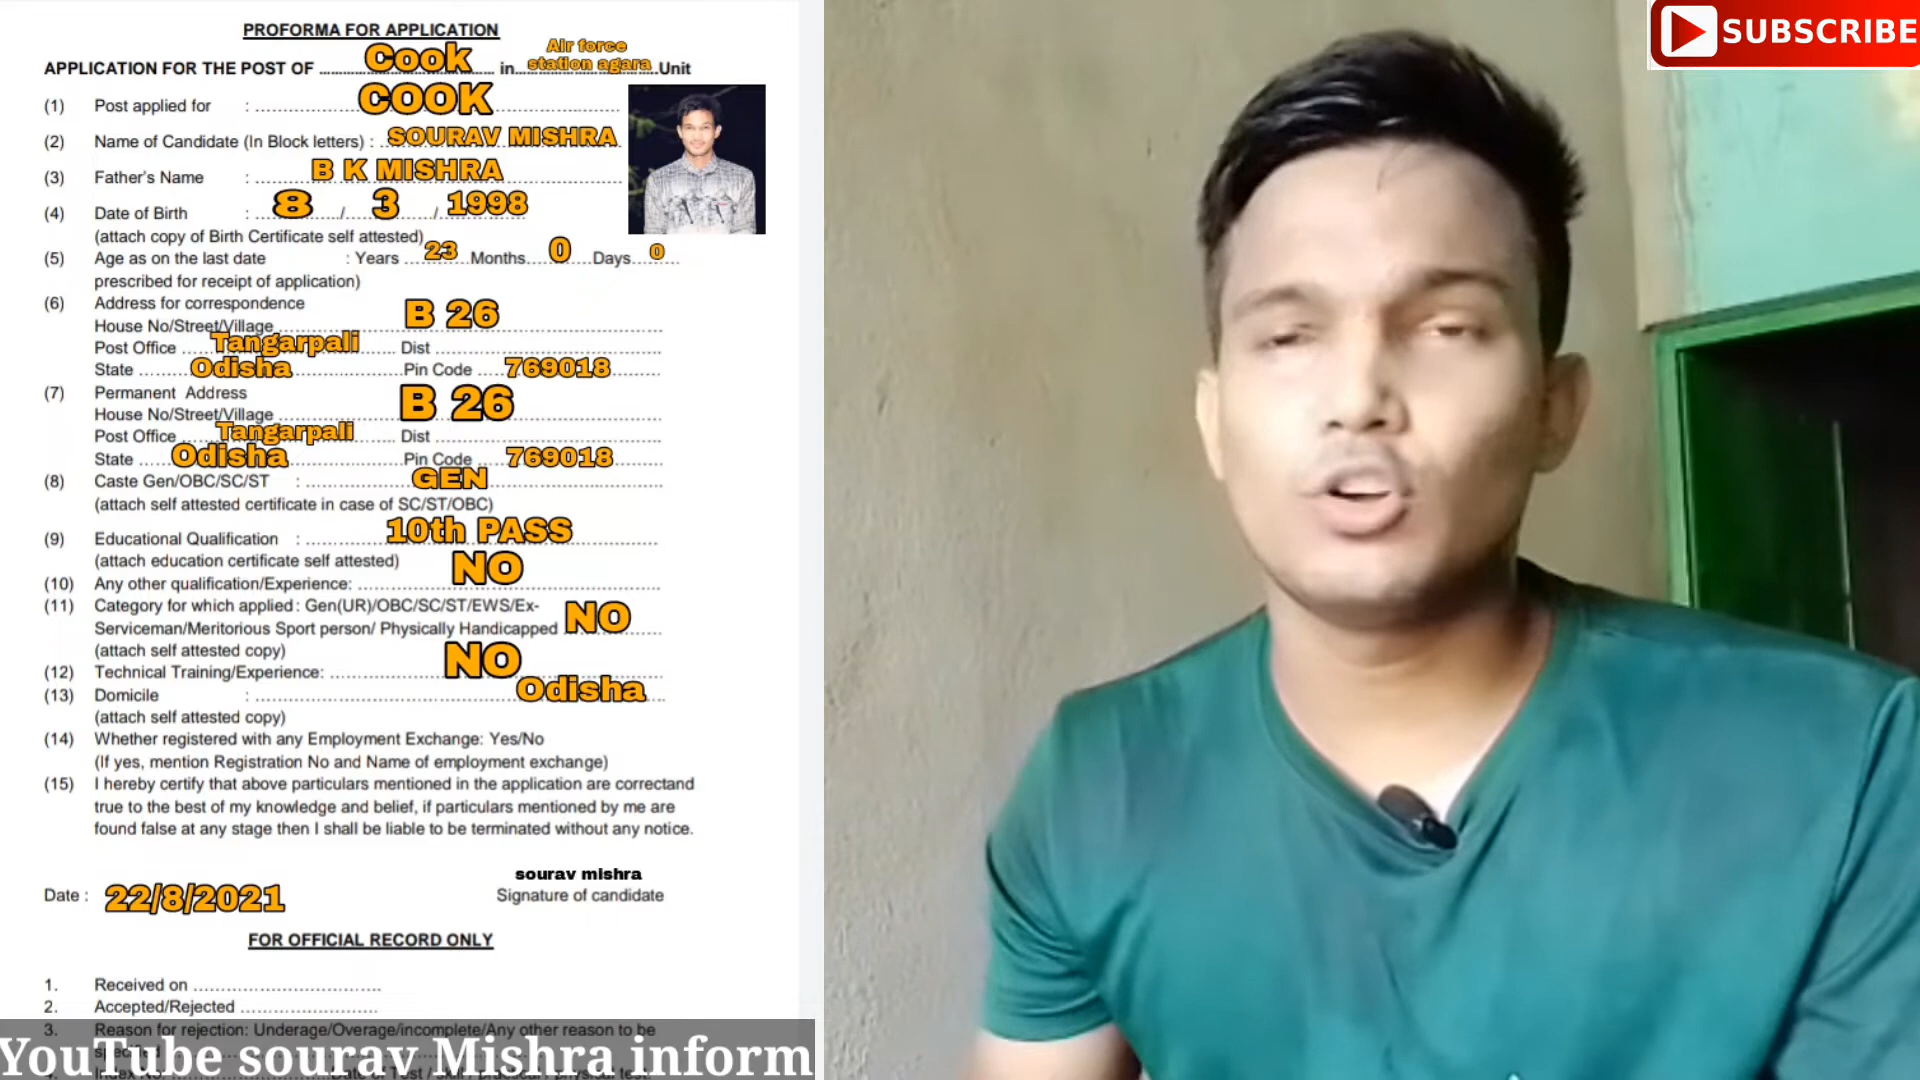 PROFORMA FOR APPLICATION
APPLICATION FOR THE POST OF Cook in Air force station agara Unit
(1) Post applied for : COOK
(2) Name of Candidate (In Block letters) : SOURAV MISHRA
(3) Father's Name : B K MISHRA
(4) Date of Birth : 8 / 3 / 1998
(attach copy of Birth Certificate self attested)
(5) Age as on the last date : Years 23 Months 0 Days 0
prescribed for receipt of application)
(6) Address for correspondence
House No/Street/Village B 26
Post Office Tangarpali Dist
State Odisha Pin Code 769018
(7) Permanent Address
House No/Street/Village B 26
Post Office Tangarpali Dist
State Odisha Pin Code 769018
(8) Caste Gen/OBC/SC/ST : GEN
(attach self attested certificate in case of SC/ST/OBC)
(9) Educational Qualification : 10th PASS
(attach education certificate self attested)
(10) Any other qualification/Experience: NO
(11) Category for which applied : Gen(UR)/OBC/SC/ST/EWS/Ex-
Serviceman/Meritorious Sport person/ Physically Handicapped NO
(attach self attested copy)
(12) Technical Training/Experience: NO
(13) Domicile : Odisha
(attach self attested copy)
(14) Whether registered with any Employment Exchange: Yes/No
(If yes, mention Registration No and Name of employment exchange)
(15) I hereby certify that above particulars mentioned in the application are correctand
true to the best of my knowledge and belief, if particulars mentioned by me are
found false at any stage then I shall be liable to be terminated without any notice.
sourav mishra
Date : 22/8/2021 Signature of candidate
FOR OFFICIAL RECORD ONLY
1. Received on
2. Accepted/Rejected
3. Reason for rejection: Underage/Overage/incomplete/Any other reason to be
specified
YouTube sourav Mishra inform
SUBSCRIBE